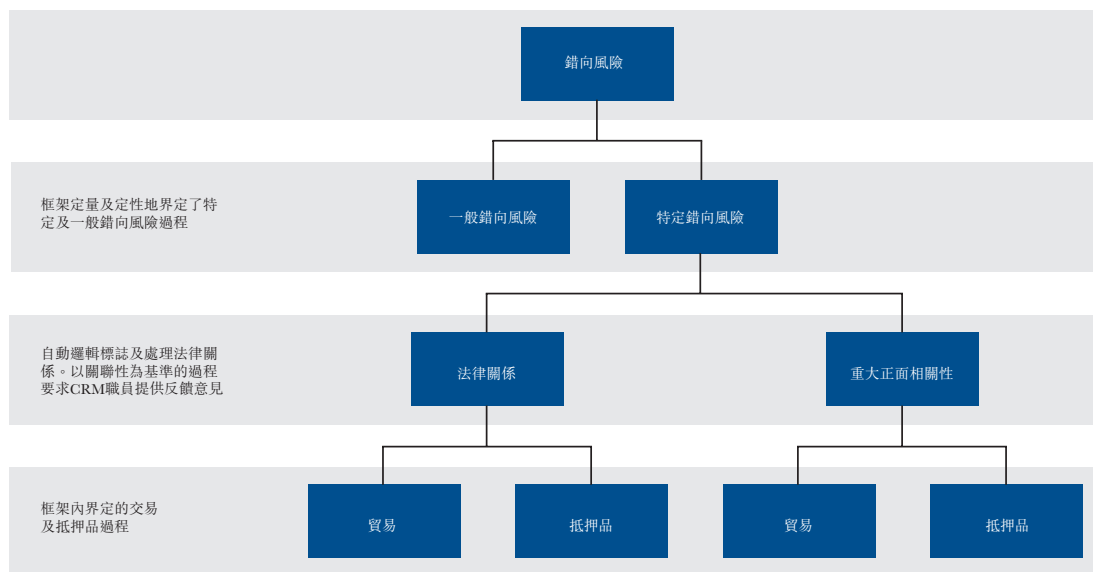 錯向風險
框架定量及定性地界定了特
定及一般錯向風險過程
一般錯向風險
特定錯向風險
自動邏輯標誌及處理法律關
係。以關聯性為基準的過程
要求CRM職員提供反饋意見
法律關係
重大正面相關性
框架內界定的交易
及抵押品過程
貿易
抵押品
貿易
抵押品